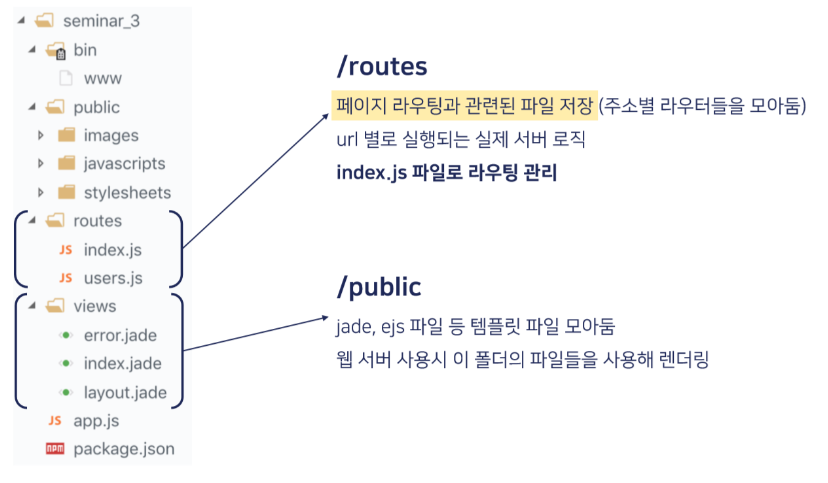 seminar_3
bin
www
public
images
javascripts
stylesheets
routes
index.js
users.js
views
error.jade
index.jade
layout.jade
app.js
package.json
/routes
페이지 라우팅과 관련된 파일 저장 (주소별 라우터들을 모아둠)
url 별로 실행되는 실제 서버 로직
index.js 파일로 라우팅 관리
/public
jade, ejs 파일 등 템플릿 파일 모아둠
웹 서버 사용시 이 폴더의 파일들을 사용해 렌더링